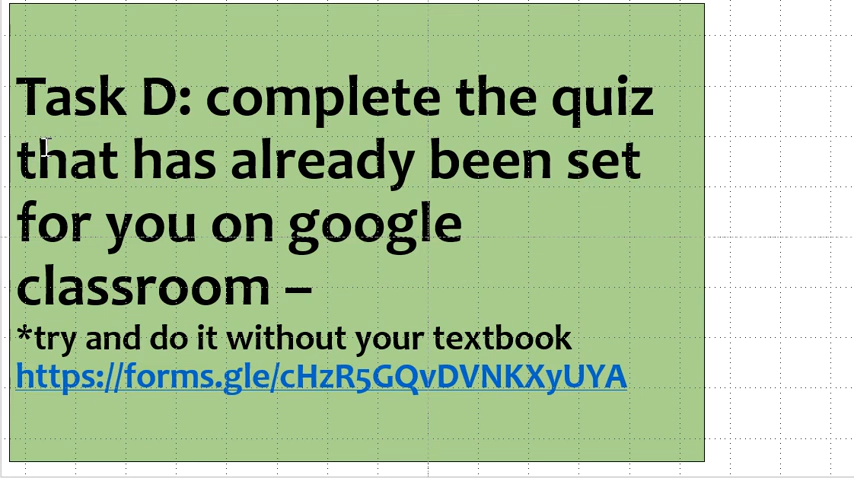 Task D: complete the quiz
that has already been set
for you on google
classroom –
*try and do it without your textbook
https://forms.gle/cHzR5GQvDVNKXyUYA